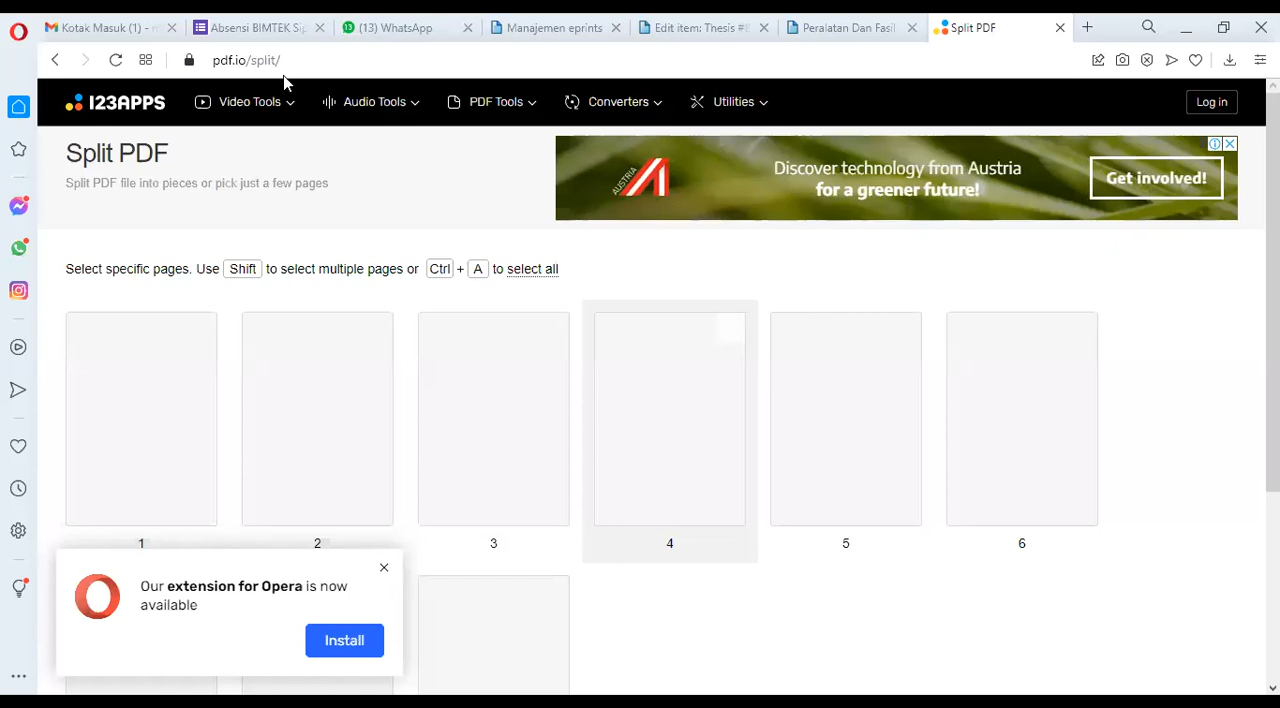 Kotak Masuk (1) -
Absensi BIMTEK
(13) WhatsApp
Manajemen eprints
Edit item: Thesis
Peralatan Dan Fasil
Split PDF
pdf.io/split/
123APPS
Video Tools
Audio Tools
PDF Tools
Converters
Utilities
Log in
Split PDF
Split PDF file into pieces or pick just a few pages
AUSTRIA
Discover technology from Austria
for a greener future!
Get involved!
Select specific pages. Use Shift to select multiple pages or Ctrl + A to select all
1
2
3
4
5
6
Our extension for Opera is now
available
Install